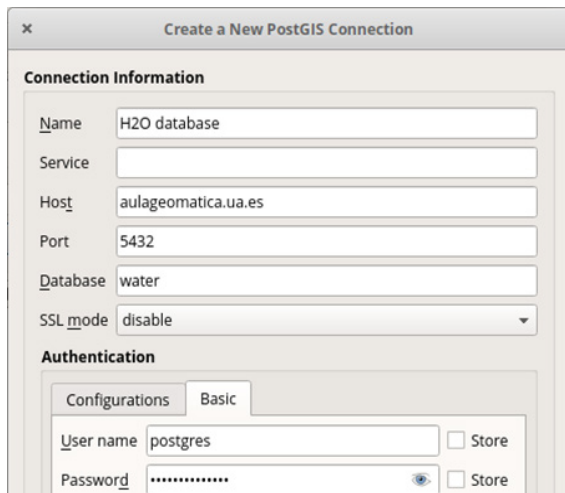 × Create a New PostGIS Connection
Connection Information
Name H2O database
Service
Host aulageomatica.ua.es
Port 5432
Database water
SSL mode disable
Authentication
Configurations Basic
User name postgres Store
Password •••••••••••••• Store